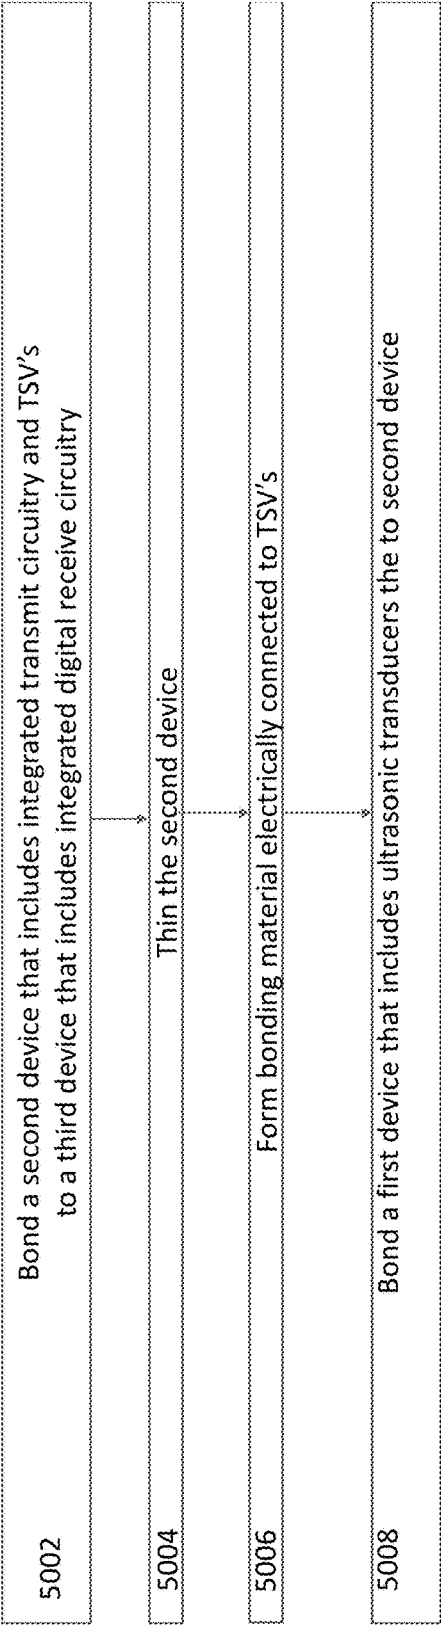 5002
Bond a second device that includes integrated transmit circuitry and TSV's
to a third device that includes integrated digital receive circuitry
5004
Thin the second device
5006
Form bonding material electrically connected to TSV's
5008
Bond a first device that includes ultrasonic transducers the to second device